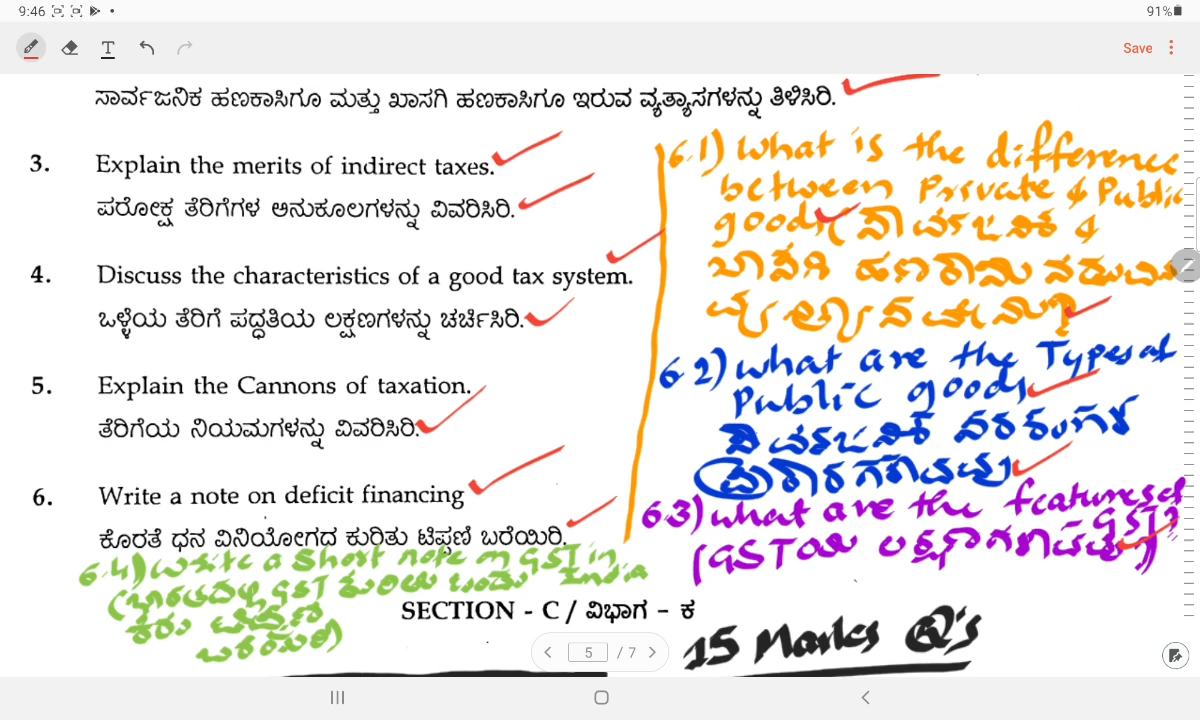 9:46
91%
Save
ಸಾರ್ವಜನಿಕ ಹಣಕಾಸಿಗೂ ಮತ್ತು ಖಾಸಗಿ ಹಣಕಾಸಿಗೂ ಇರುವ ವ್ಯತ್ಯಾಸಗಳನ್ನು ತಿಳಿಸಿರಿ.
3. Explain the merits of indirect taxes.
ಪರೋಕ್ಷ ತೆರಿಗೆಗಳ ಅನುಕೂಲಗಳನ್ನು ವಿವರಿಸಿರಿ.
4. Discuss the characteristics of a good tax system.
ಒಳ್ಳೆಯ ತೆರಿಗೆ ಪದ್ಧತಿಯ ಲಕ್ಷಣಗಳನ್ನು ಚರ್ಚಿಸಿರಿ.
5. Explain the Cannons of taxation.
ತೆರಿಗೆಯ ನಿಯಮಗಳನ್ನು ವಿವರಿಸಿರಿ.
6. Write a note on deficit financing
ಕೊರತೆ ಧನ ವಿನಿಯೋಗದ ಕುರಿತು ಟಿಪ್ಪಣಿ ಬರೆಯಿರಿ.
6.1) What is the difference
between Private & Public
goods
6 2) what are the Types of
Public goods
63) what are the features of GST?
(GSTಯ ಲಕ್ಷಣಗಳಾವುವು)
6.4) write a Short note on GST in India
SECTION - C / ವಿಭಾಗ - ಕ
15 Marks Q's
5 / 7